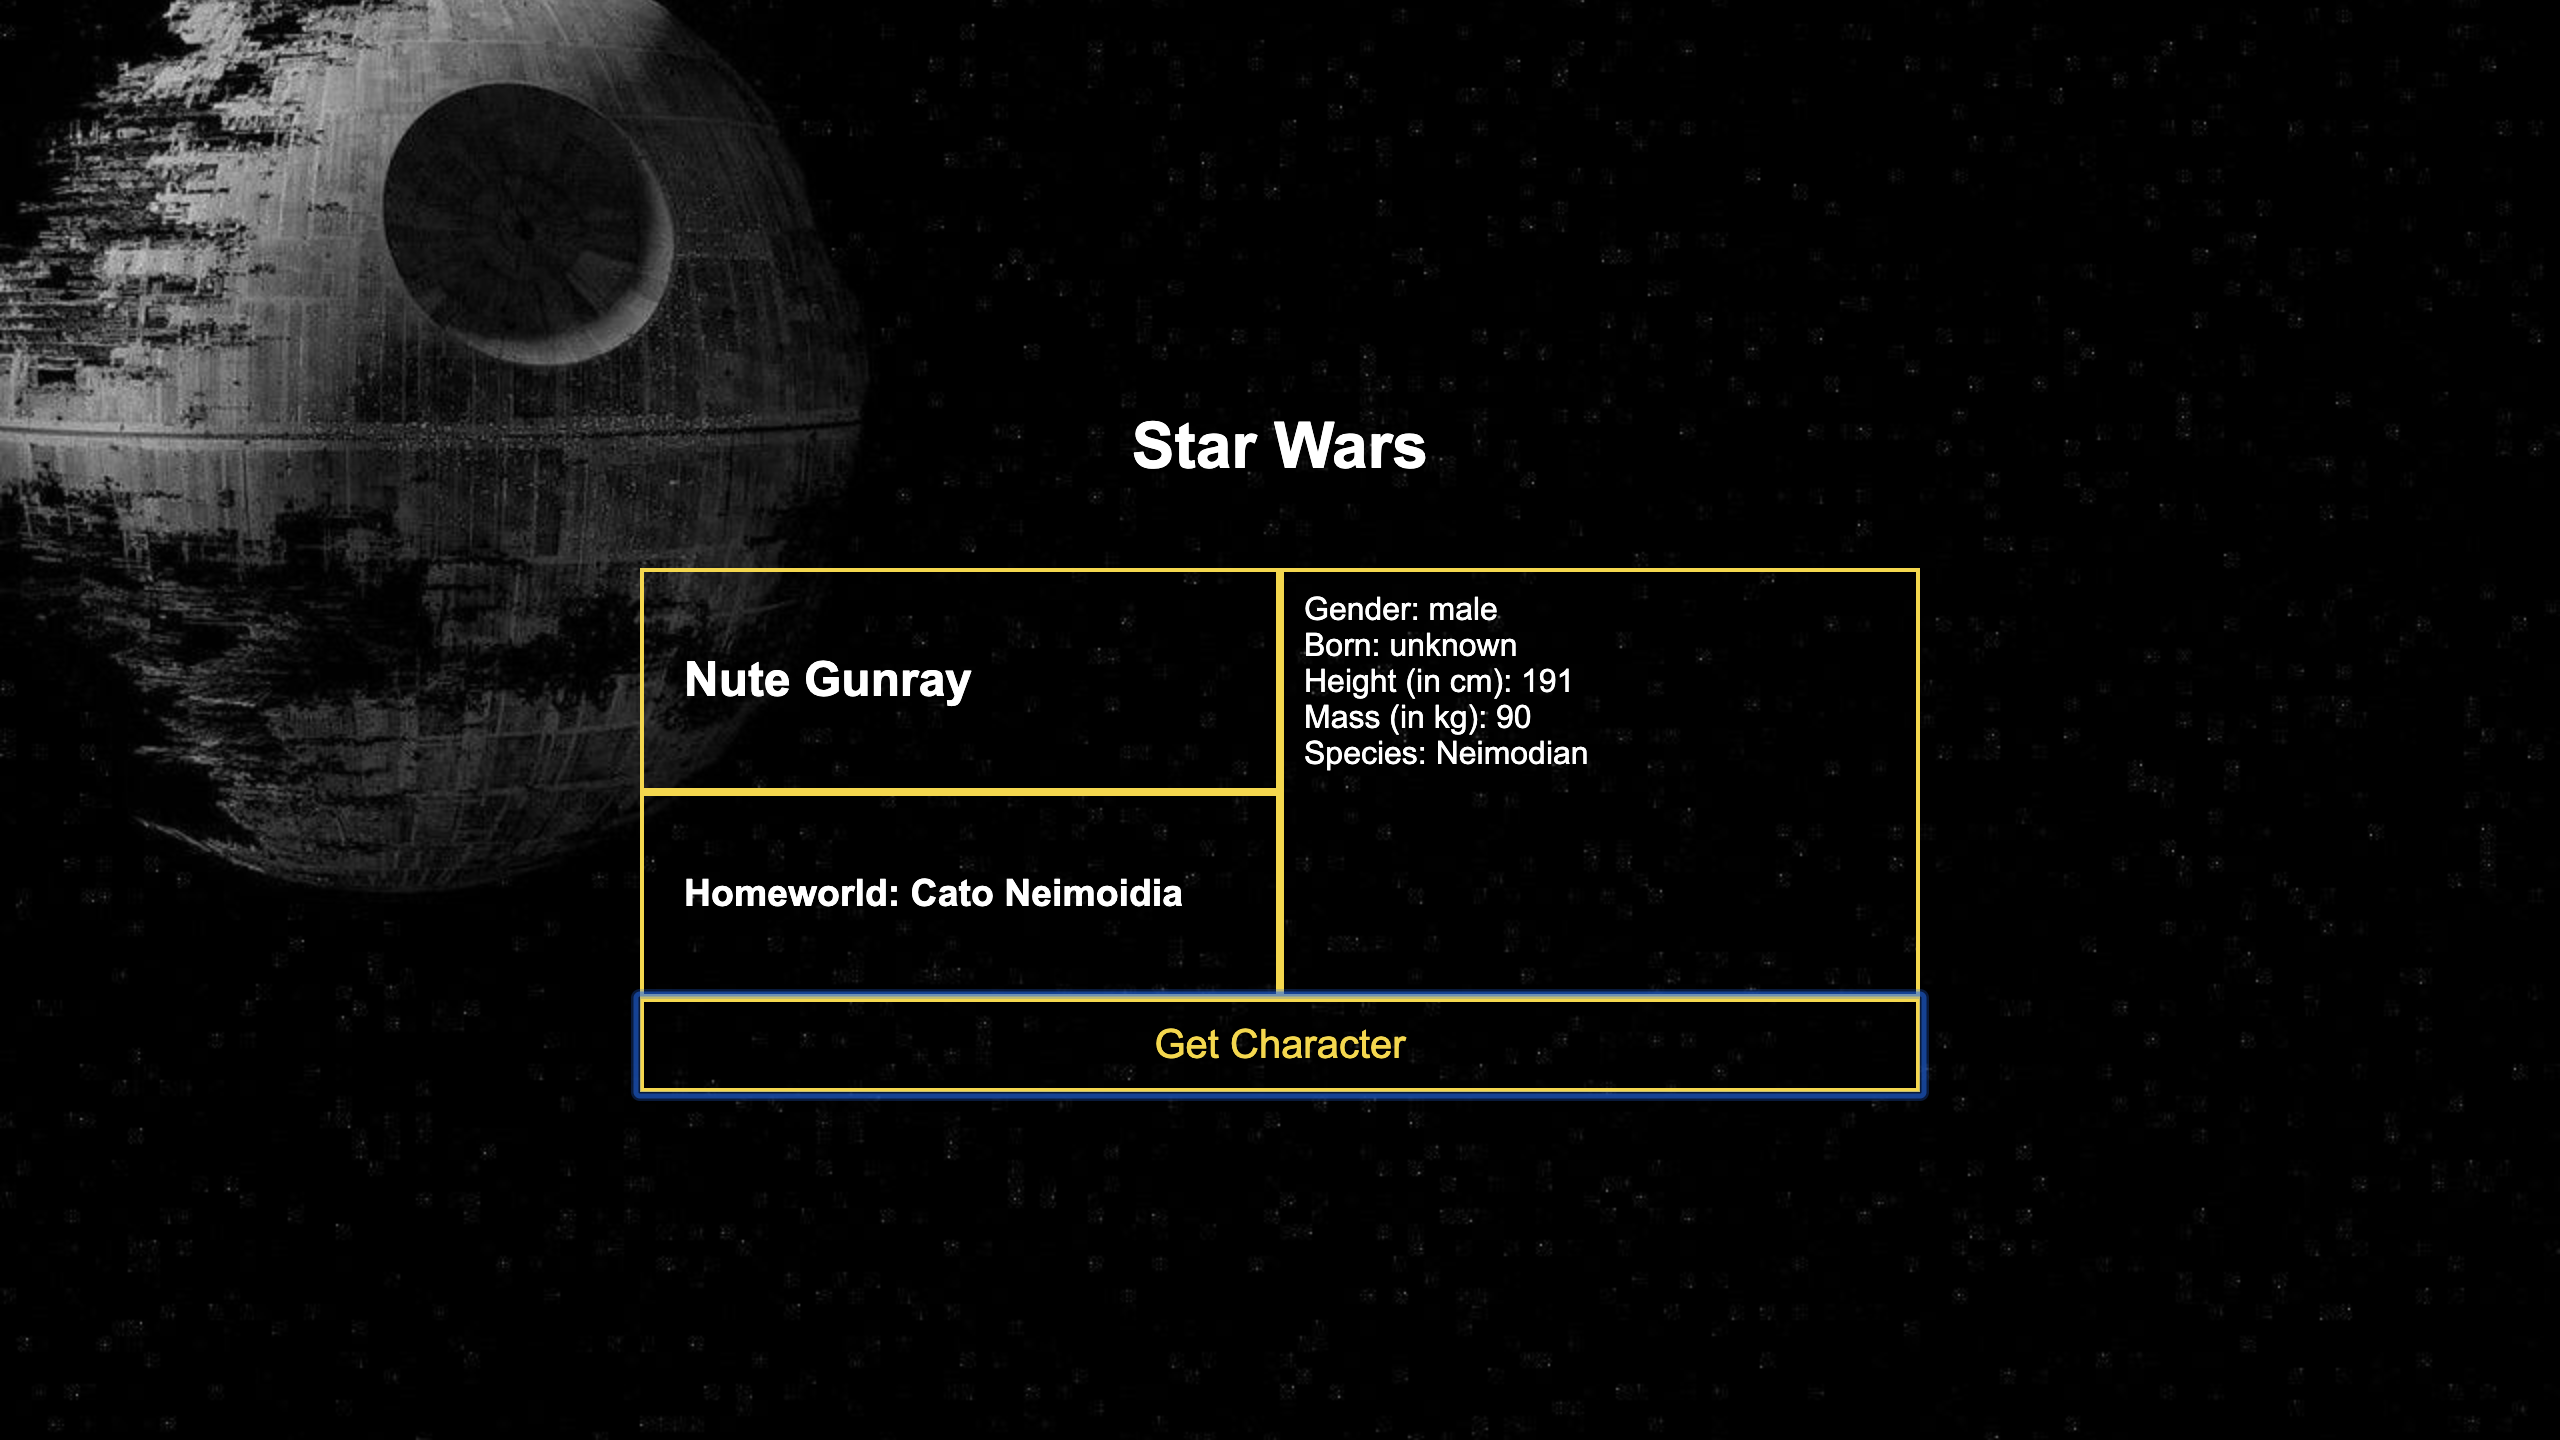 Star Wars
Nute Gunray
Homeworld: Cato Neimoidia
Gender: male
Born: unknown
Height (in cm): 191
Mass (in kg): 90
Species: Neimodian
Get Character